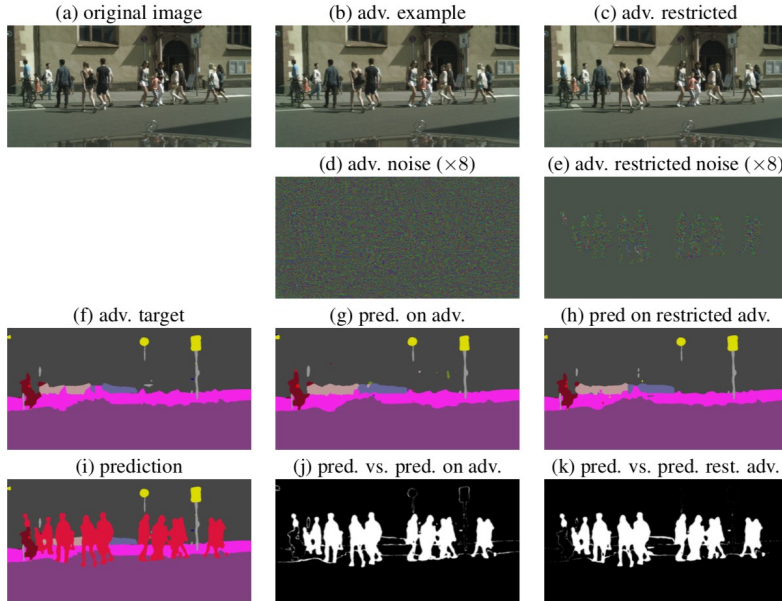 (a) original image
(b) adv. example
(c) adv. restricted
(d) adv. noise (×8)
(e) adv. restricted noise (×8)
(f) adv. target
(g) pred. on adv.
(h) pred on restricted adv.
(i) prediction
(j) pred. vs. pred. on adv.
(k) pred. vs. pred. rest. adv.